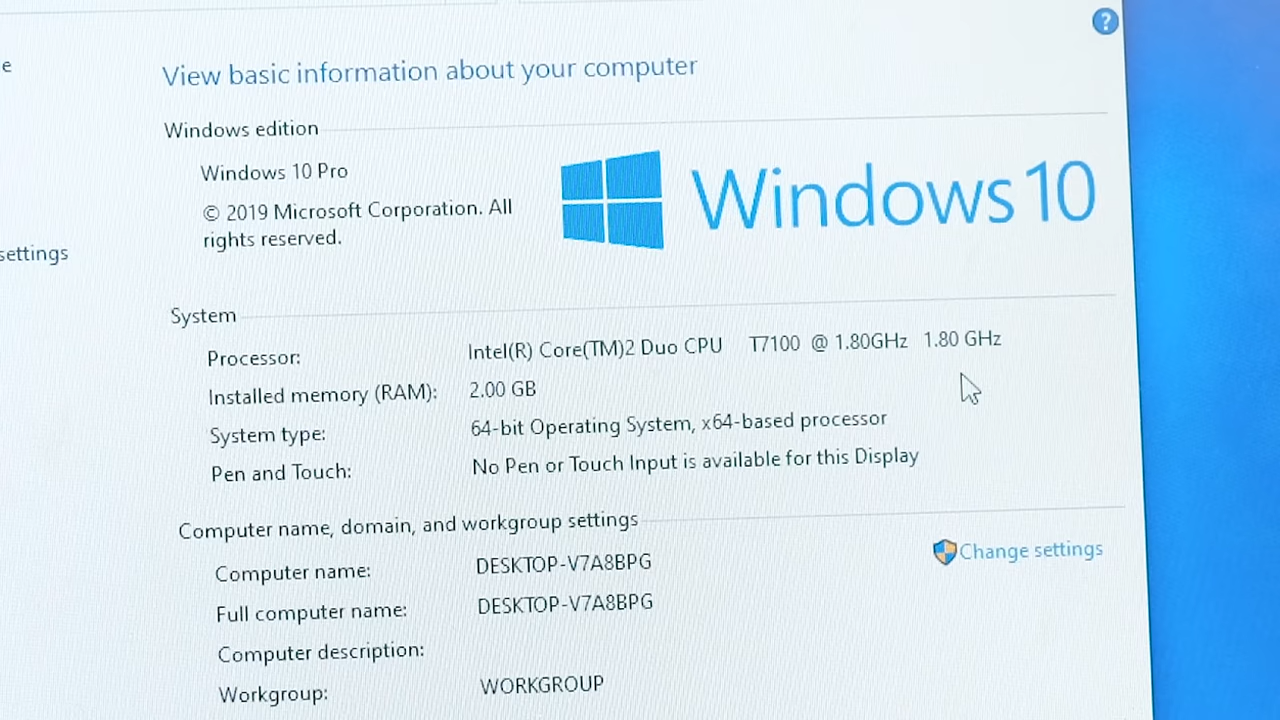 ?
e
View basic information about your computer
Windows edition
Windows 10 Pro
© 2019 Microsoft Corporation. All
rights reserved.
Windows 10
settings
System
Processor: Intel(R) Core(TM)2 Duo CPU T7100 @ 1.80GHz 1.80 GHz
Installed memory (RAM): 2.00 GB
System type: 64-bit Operating System, x64-based processor
Pen and Touch: No Pen or Touch Input is available for this Display
Computer name, domain, and workgroup settings
Computer name: DESKTOP-V7A8BPG
Change settings
Full computer name: DESKTOP-V7A8BPG
Computer description:
Workgroup: WORKGROUP